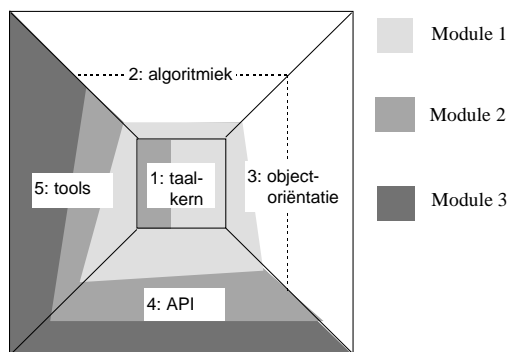 2: algoritmiek
1: taal-
kern
3: object-
oriëntatie
5: tools
4: API
Module 1
Module 2
Module 3